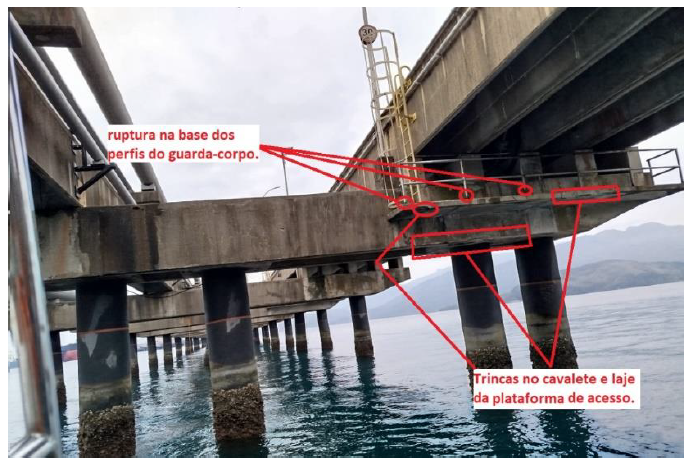 ruptura na base dos
perfis do guarda-corpo.
Trincas no cavalete e laje
da plataforma de acesso.